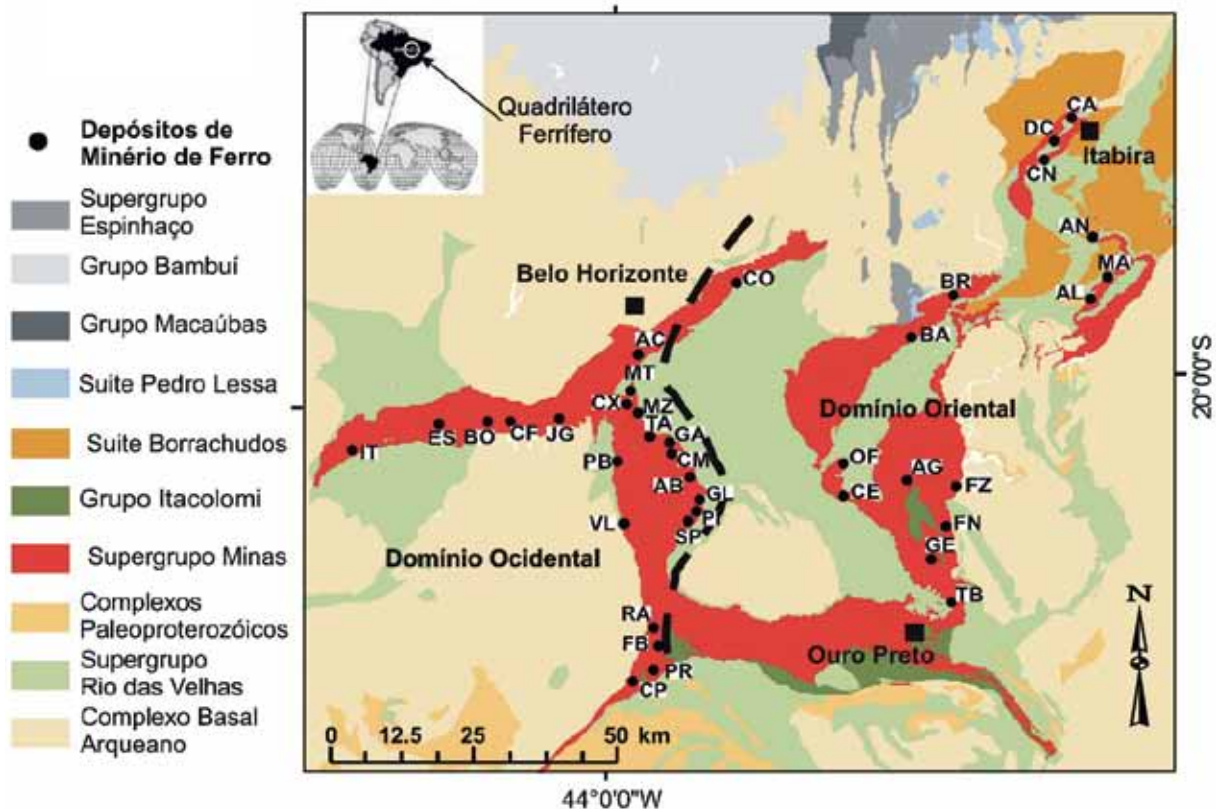 Quadrilátero
Ferrífero
Depósitos de
Minério de Ferro
Supergrupo
Espinhaço
Grupo Bambuí
Grupo Macaúbas
Suite Pedro Lessa
Suite Borrachudos
Grupo Itacolomi
Supergrupo Minas
Complexos
Paleoproterozóicos
Supergrupo
Rio das Velhas
Complexo Basal
Arqueano
CA
DC
Itabira
CN
AN
MA
AL
BR
BA
Belo Horizonte
CO
AC
MT
CX
MZ
TA
GA
CM
AB
GL
PI
SP
PB
VL
IT
ES
BO
CF
JG
Domínio Oriental
OF
CE
AG
FZ
FN
GE
TB
Domínio Ocidental
RA
FB
PR
CP
Ouro Preto
N
0 12.5 25 50 km
20°0'0"S
44°0'0"W